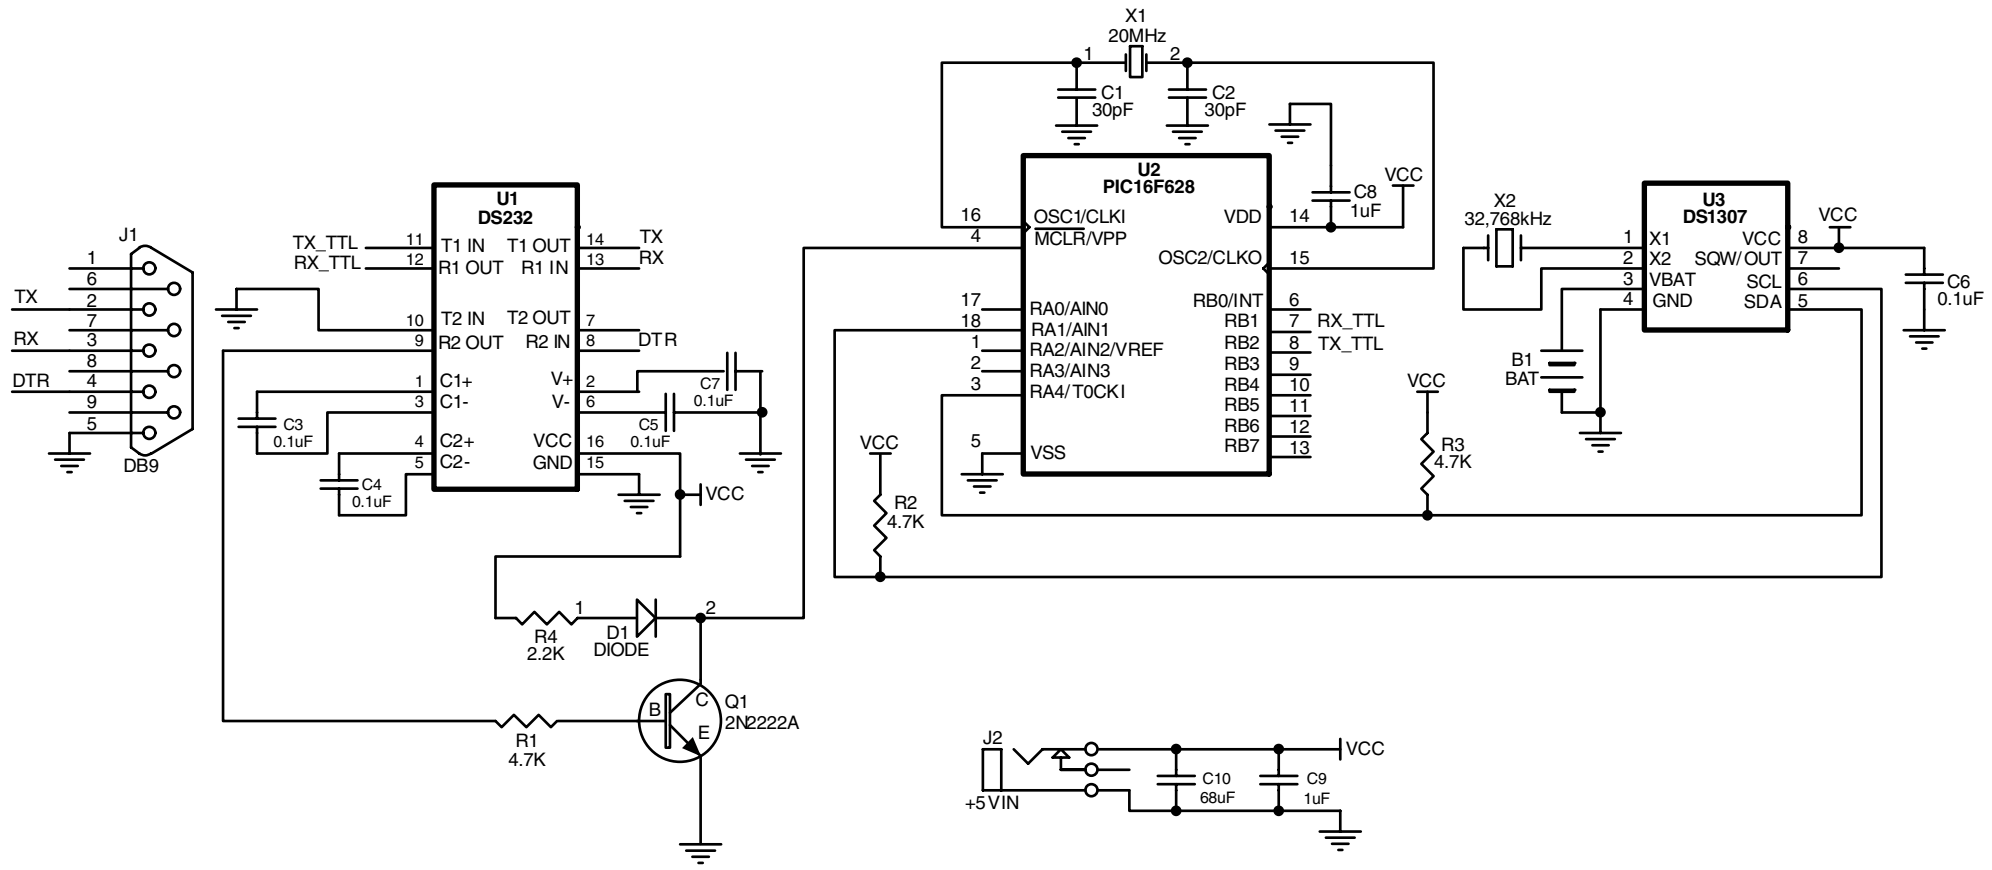 J1
1
6
TX 2
7
RX 3
8
DTR 4
9
5
DB9
U1
DS232
TX_TTL 11 T1 IN T1 OUT 14 TX
RX_TTL 12 R1 OUT R1 IN 13 RX
10 T2 IN T2 OUT 7
9 R2 OUT R2 IN 8 DTR
1 C1+ V+ 2
3 C1- V- 6
4 C2+ VCC 16
5 C2- GND 15
C3
0.1uF
C4
0.1uF
C7
0.1uF
C5
0.1uF
VCC
R4
2.2K
1
D1
DIODE
2
R1
4.7K
B
C
E
Q1
2N2222A
X1
20MHz
1
2
C1
30pF
C2
30pF
U2
PIC16F628
16 OSC1/CLKI VDD 14
4 MCLR/VPP
OSC2/CLKO 15
17 RA0/AIN0 RB0/INT 6
18 RA1/AIN1 RB1 7 RX_TTL
1 RA2/AIN2/VREF RB2 8 TX_TTL
2 RA3/AIN3 RB3 9
3 RA4/T0CKI RB4 10
RB5 11
RB6 12
5 VSS RB7 13
C8
1uF
VCC
VCC
R2
4.7K
VCC
R3
4.7K
X2
32,768kHz
U3
DS1307
1 X1 VCC 8
2 X2 SQW/OUT 7
3 VBAT SCL 6
4 GND SDA 5
VCC
C6
0.1uF
B1
BAT
J2
+5VIN
C10
68uF
C9
1uF
VCC